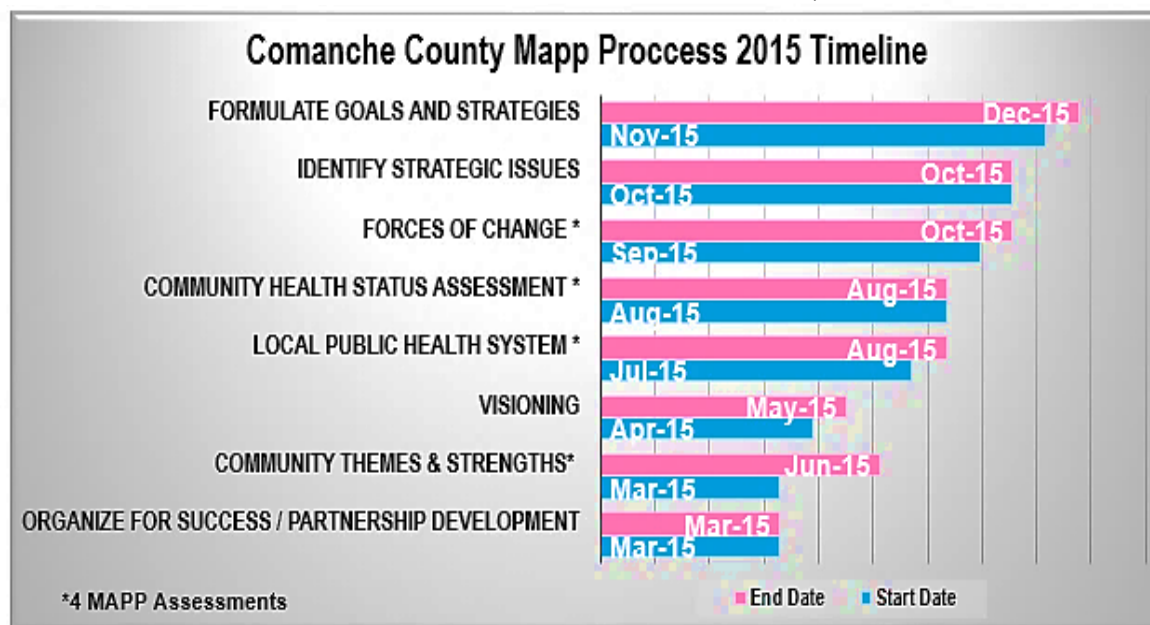 Comanche County Mapp Proccess 2015 Timeline
FORMULATE GOALS AND STRATEGIES
Dec-15
Nov-15
IDENTIFY STRATEGIC ISSUES
Oct-15
Oct-15
FORCES OF CHANGE *
Oct-15
Sep-15
COMMUNITY HEALTH STATUS ASSESSMENT *
Aug-15
Aug-15
LOCAL PUBLIC HEALTH SYSTEM *
Aug-15
Jul-15
VISIONING
May-15
Apr-15
COMMUNITY THEMES & STRENGTHS*
Jun-15
Mar-15
ORGANIZE FOR SUCCESS / PARTNERSHIP DEVELOPMENT
Mar-15
Mar-15
*4 MAPP Assessments
End Date Start Date